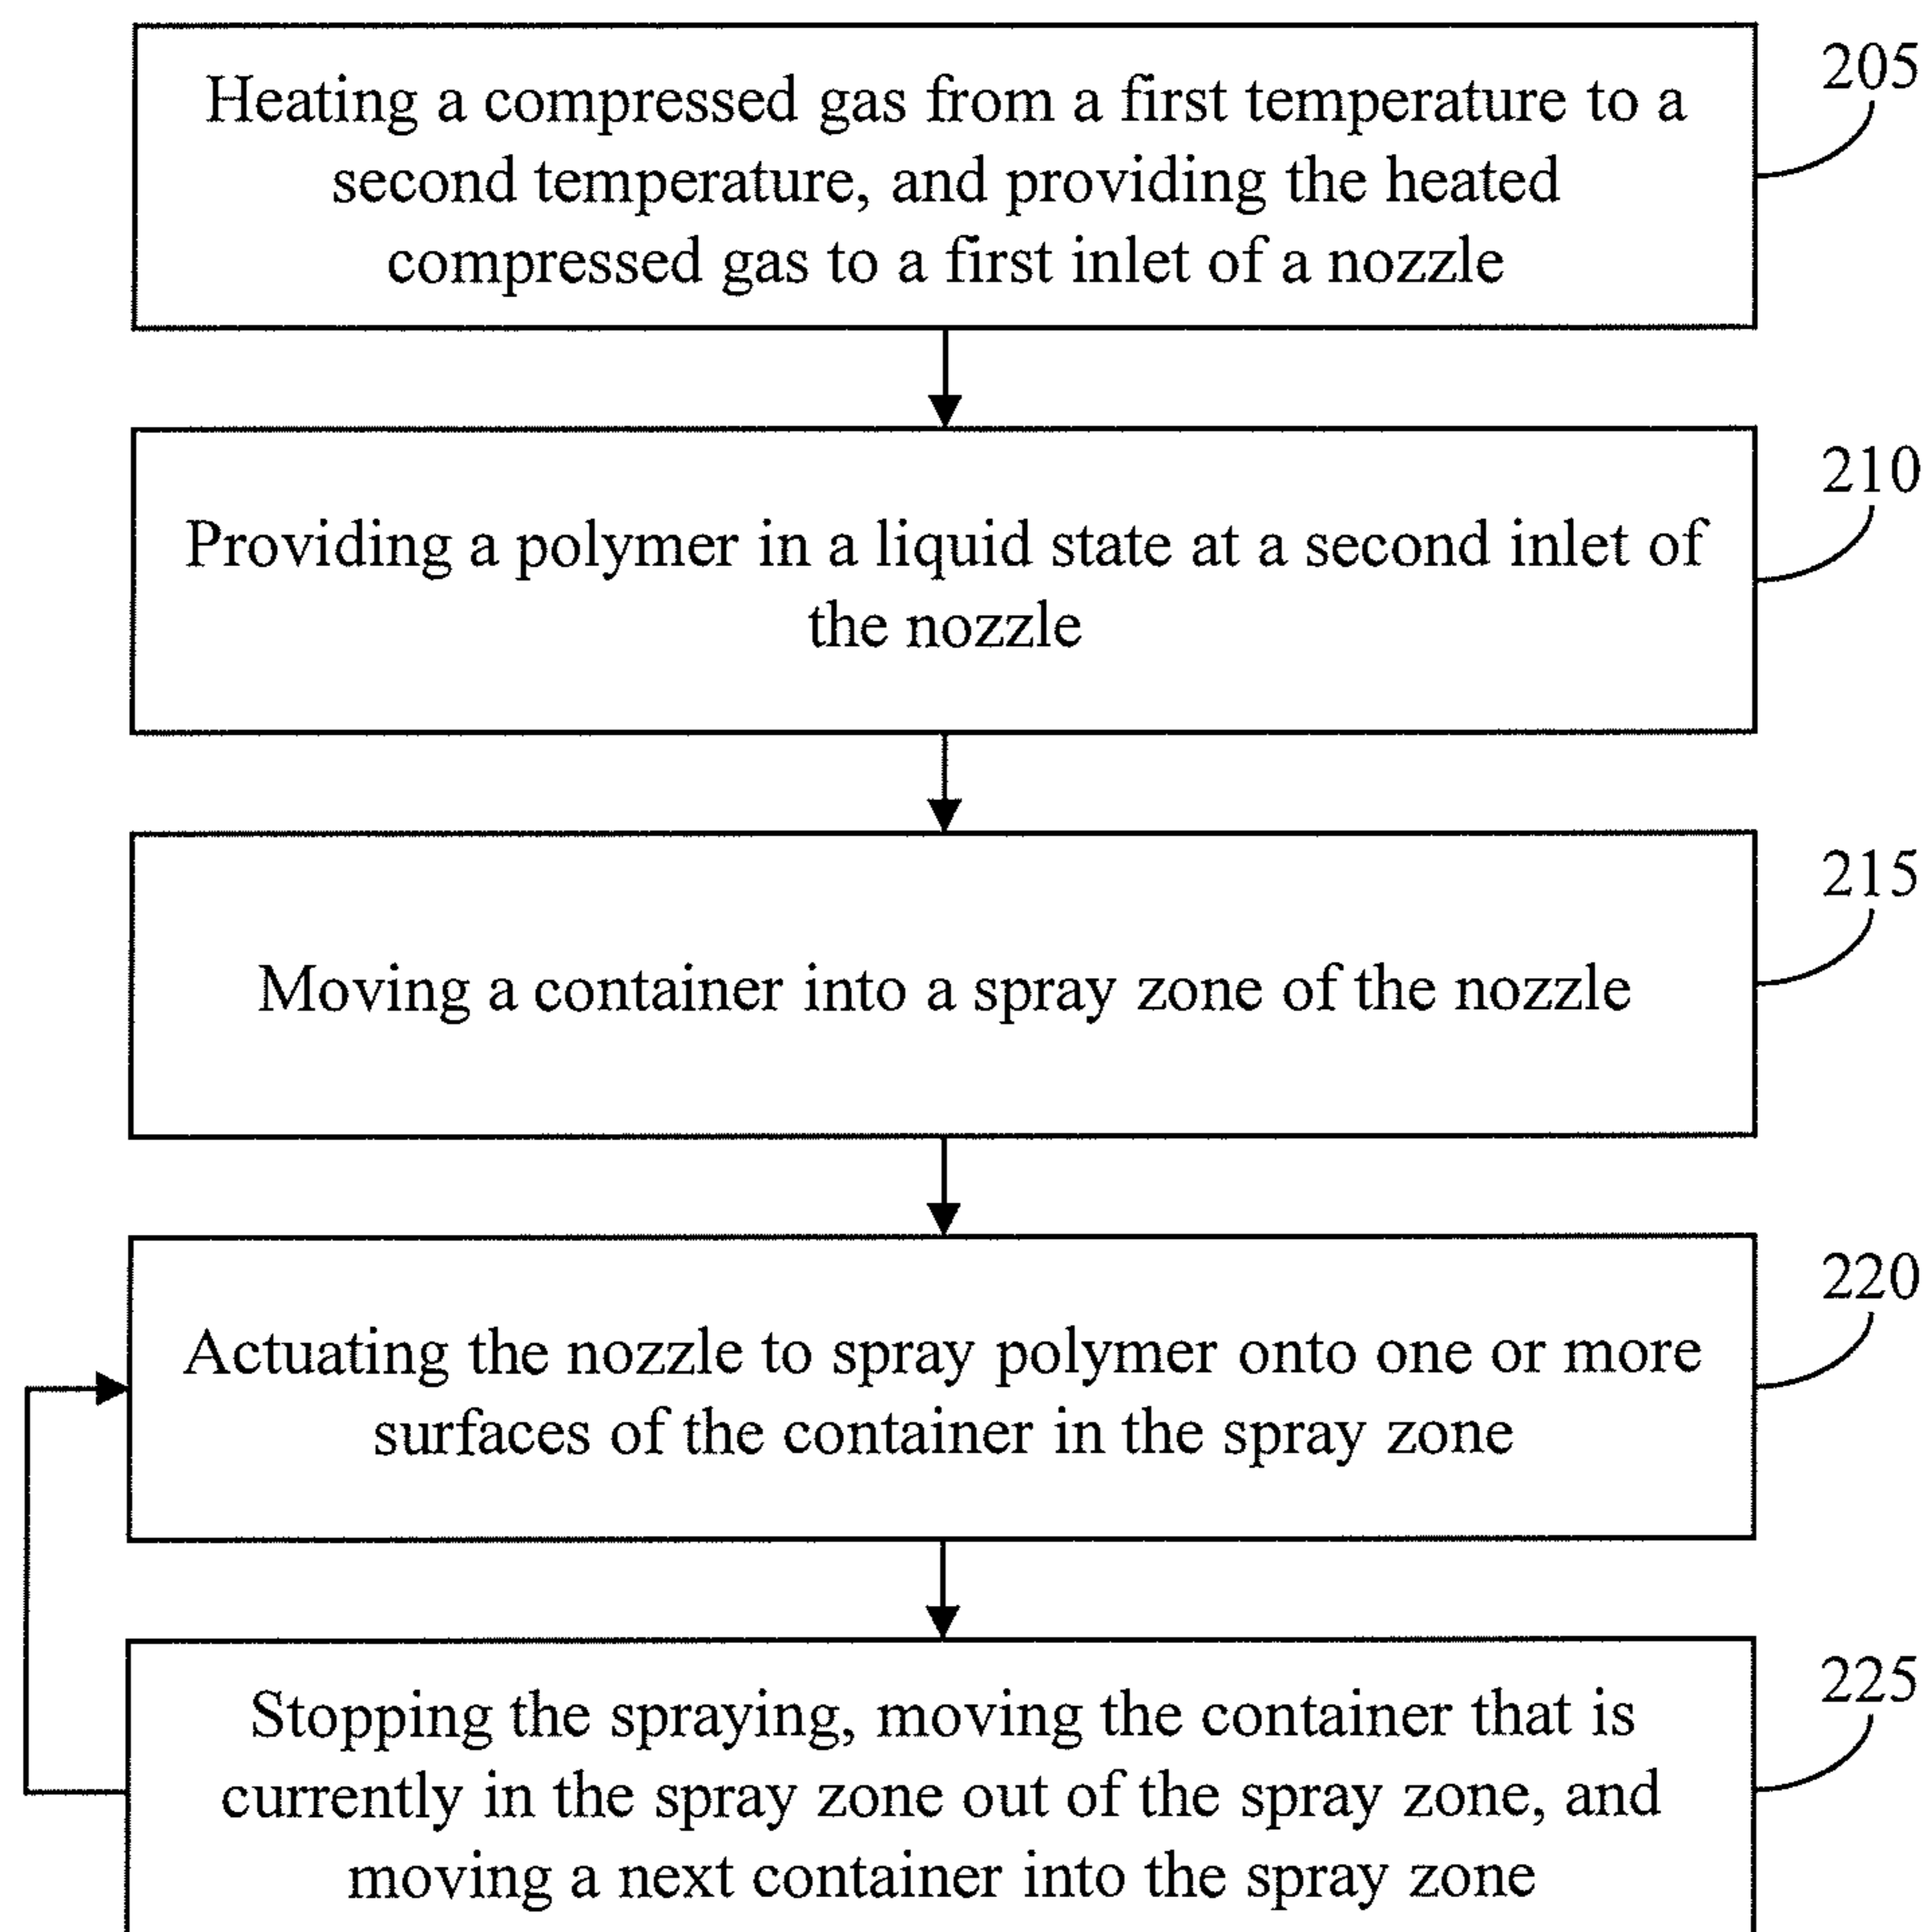 Heating a compressed gas from a first temperature to a
second temperature, and providing the heated
compressed gas to a first inlet of a nozzle
205
Providing a polymer in a liquid state at a second inlet of
the nozzle
210
Moving a container into a spray zone of the nozzle
215
Actuating the nozzle to spray polymer onto one or more
surfaces of the container in the spray zone
220
Stopping the spraying, moving the container that is
currently in the spray zone out of the spray zone, and
moving a next container into the spray zone
225